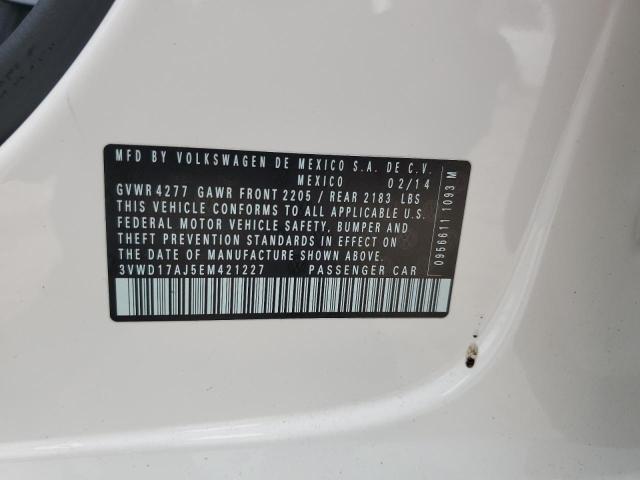 MFD BY VOLKSWAGEN DE MEXICO S.A. DE C.V.
MEXICO 02/14
GVWR 4277 GAWR FRONT 2205 / REAR 2183 LBS
THIS VEHICLE CONFORMS TO ALL APPLICABLE U.S.
FEDERAL MOTOR VEHICLE SAFETY, BUMPER AND
THEFT PREVENTION STANDARDS IN EFFECT ON
THE DATE OF MANUFACTURE SHOWN ABOVE.
3VWD17AJ5EM421227 PASSENGER CAR
0956611 1093 M